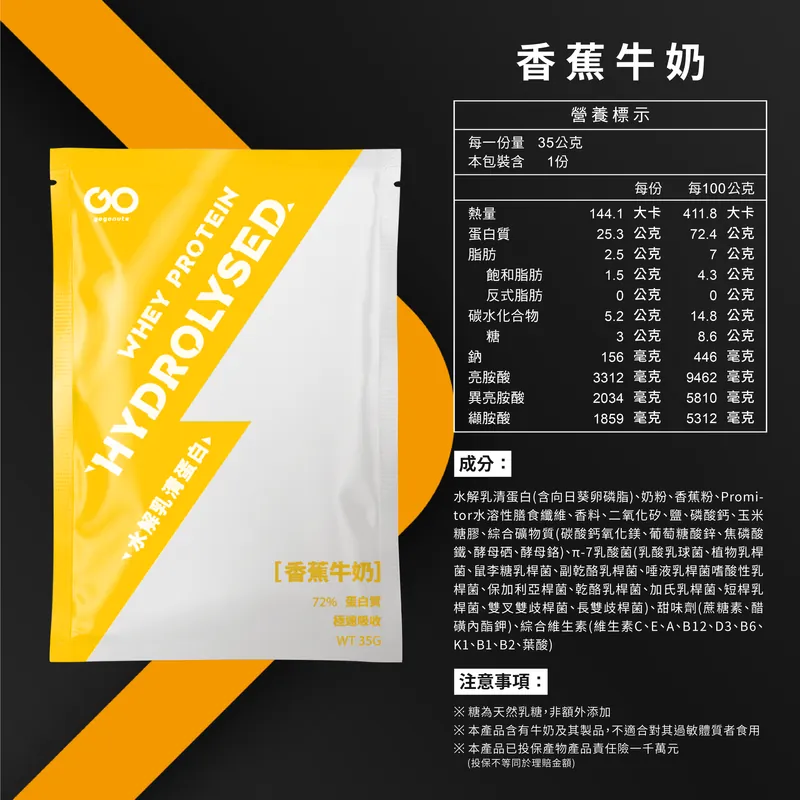 GO
gogonuts
WHEY PROTEIN
HYDROLYSED
水解乳清蛋白
[香蕉牛奶]
72% 蛋白質
極速吸收
WT 35G
香蕉牛奶
營養標示
每一份量 35公克
本包裝含 1份
每份 每100公克
熱量 144.1 大卡 411.8 大卡
蛋白質 25.3 公克 72.4 公克
脂肪 2.5 公克 7 公克
飽和脂肪 1.5 公克 4.3 公克
反式脂肪 0 公克 0 公克
碳水化合物 5.2 公克 14.8 公克
糖 3 公克 8.6 公克
鈉 156 毫克 446 毫克
亮胺酸 3312 毫克 9462 毫克
異亮胺酸 2034 毫克 5810 毫克
纈胺酸 1859 毫克 5312 毫克
成分：
水解乳清蛋白(含向日葵卵磷脂)、奶粉、香蕉粉、Promi-
tor水溶性膳食纖維、香料、二氧化矽、鹽、磷酸鈣、玉米
糖膠、綜合礦物質(碳酸鈣氧化鎂、葡萄糖酸鋅、焦磷酸
鐵、酵母硒、酵母鉻)、π-7乳酸菌(乳酸乳球菌、植物乳桿
菌、鼠李糖乳桿菌、副乾酪乳桿菌、唾液乳桿菌嗜酸性乳
桿菌、保加利亞桿菌、乾酪乳桿菌、加氏乳桿菌、短桿乳
桿菌、雙叉雙歧桿菌、長雙歧桿菌)、甜味劑(蔗糖素、醋
磺內酯鉀)、綜合維生素(維生素C、E、A、B12、D3、B6、
K1、B1、B2、葉酸)
注意事項：
※ 糖為天然乳糖，非額外添加
※ 本產品含有牛奶及其製品，不適合對其過敏體質者食用
※ 本產品已投保產物產品責任險一千萬元
(投保不等同於理賠金額)